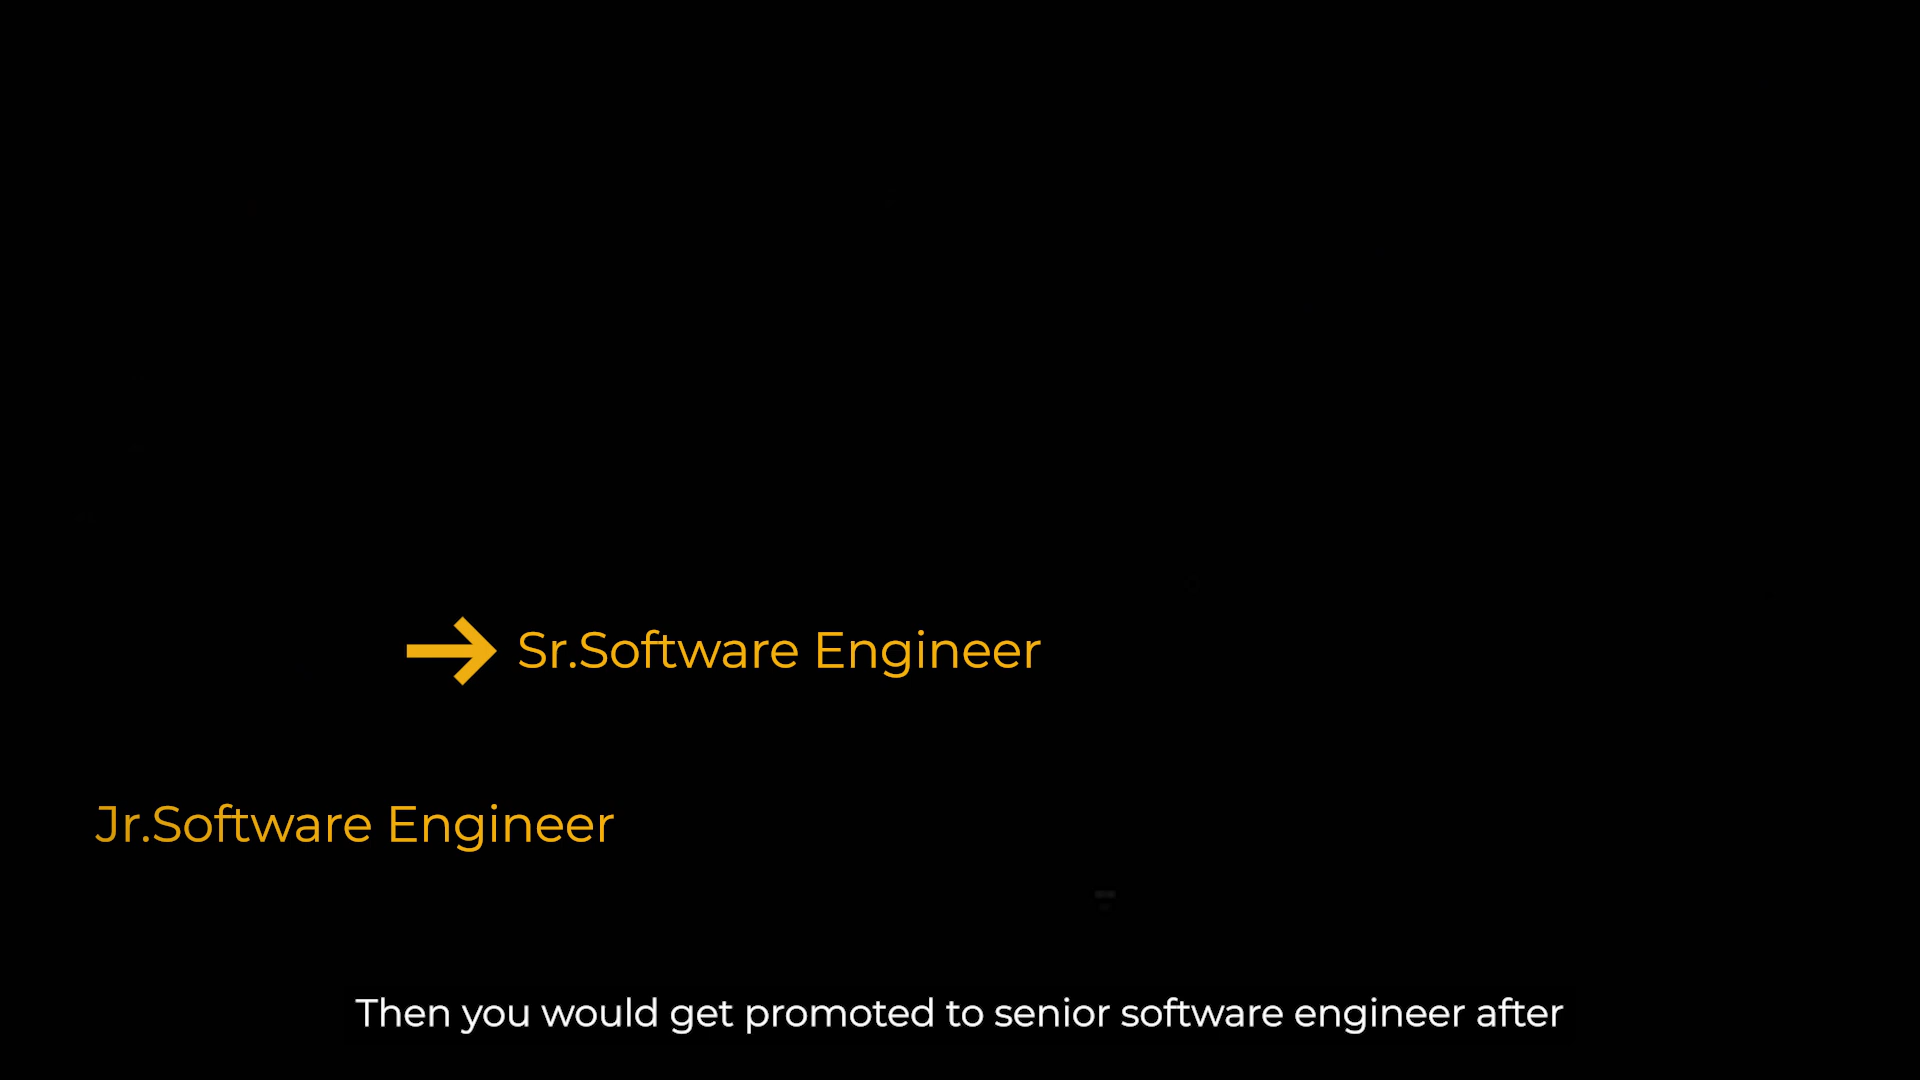 Sr.Software Engineer
Jr.Software Engineer
Then you would get promoted to senior software engineer after